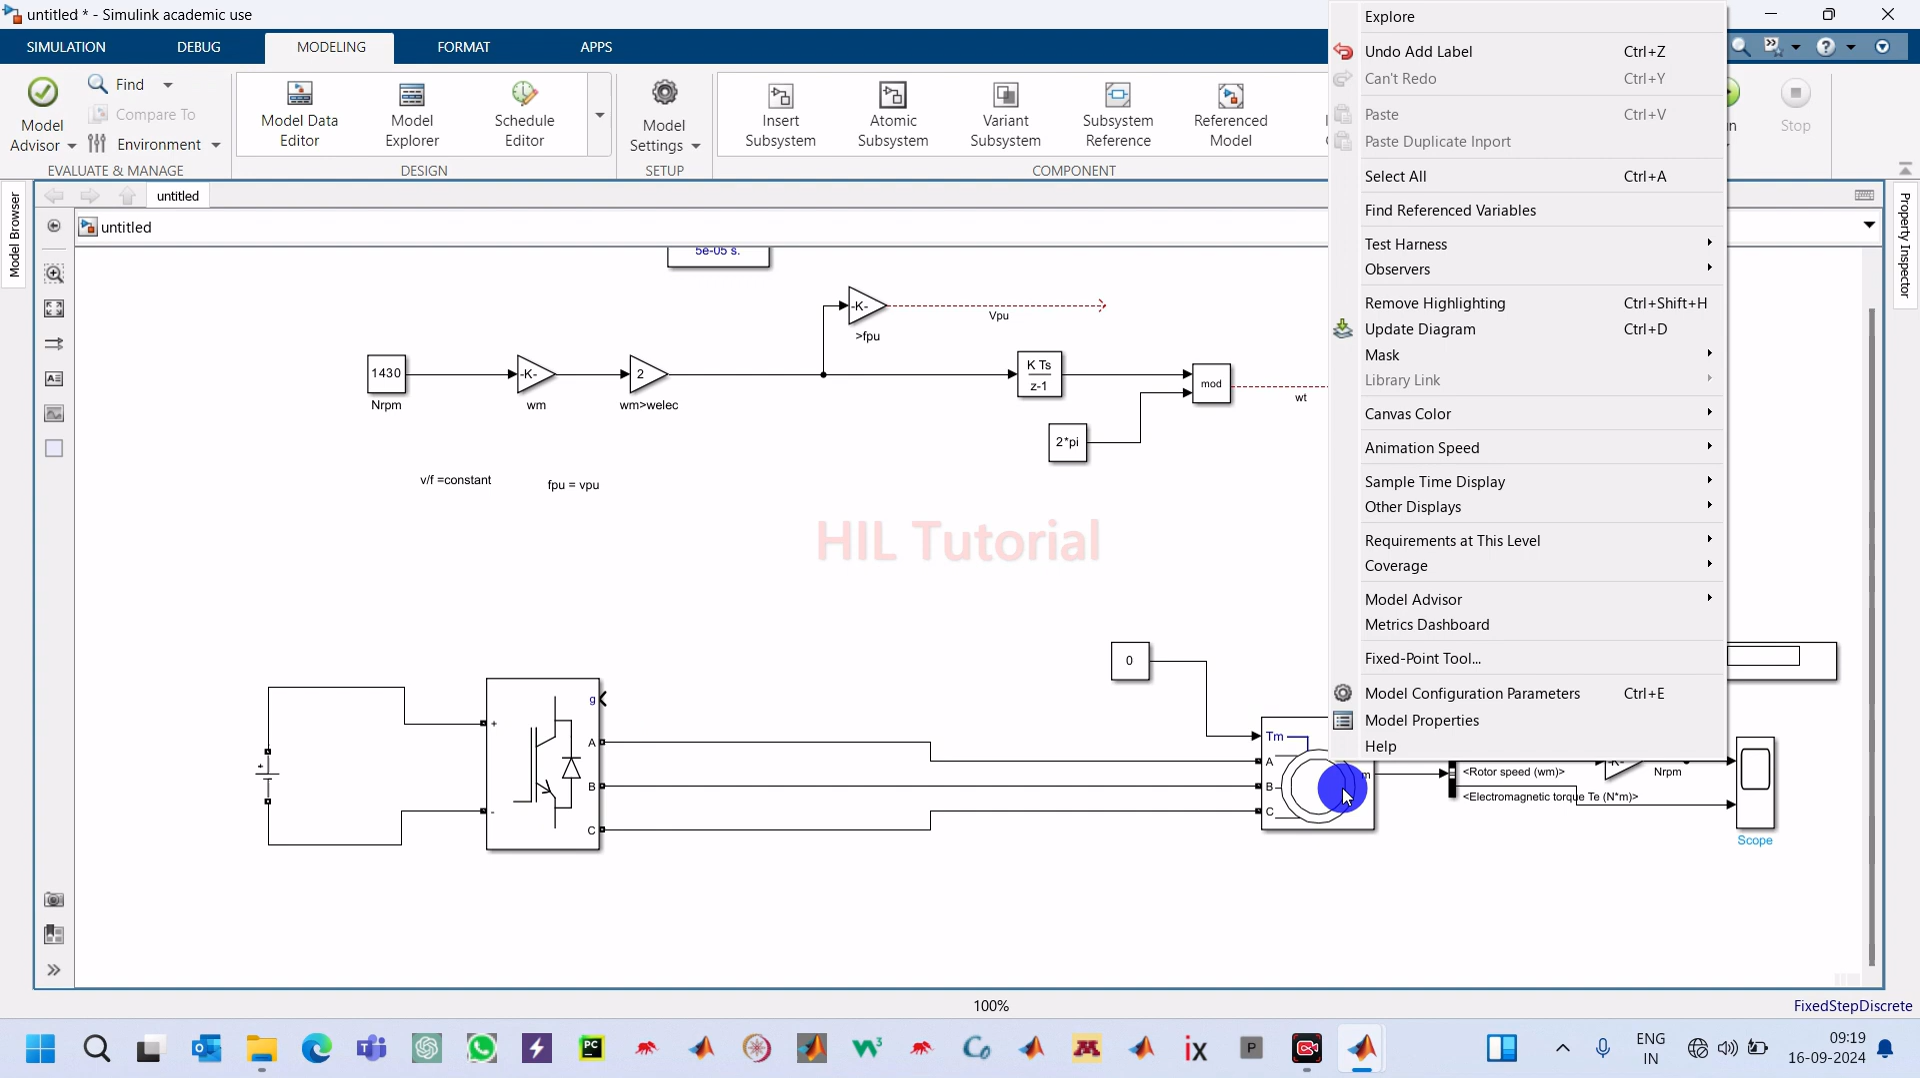 untitled * - Simulink academic use
SIMULATION
DEBUG
MODELING
FORMAT
APPS
Model
Advisor
Find
Compare To
Environment
EVALUATE & MANAGE
Model Data
Editor
Model
Explorer
Schedule
Editor
DESIGN
Model
Settings
SETUP
Insert
Subsystem
Atomic
Subsystem
Variant
Subsystem
Subsystem
Reference
Referenced
Model
COMPONENT
Stop
Explore
Undo Add Label Ctrl+Z
Can't Redo Ctrl+Y
Paste Ctrl+V
Paste Duplicate Inport
Select All Ctrl+A
Find Referenced Variables
Test Harness
Observers
Remove Highlighting Ctrl+Shift+H
Update Diagram Ctrl+D
Mask
Library Link
Canvas Color
Animation Speed
Sample Time Display
Other Displays
Requirements at This Level
Coverage
Model Advisor
Metrics Dashboard
Fixed-Point Tool...
Model Configuration Parameters Ctrl+E
Model Properties
Help
Model Browser
Property Inspector
untitled
untitled
5e-05 s.
-K-
>fpu
Vpu
1430
Nrpm
-K-
wm
2
wm>welec
K Ts
z-1
mod
wt
2*pi
v/f =constant
fpu = vpu
HIL Tutorial
0
g
+
-
A
B
C
Tm
A
B
C
m
<Rotor speed (wm)>
<Electromagnetic torque Te (N*m)>
-K-
Nrpm
Scope
+
100%
FixedStepDiscrete
PC
W3
Co
M
ix
P
ENG
IN
09:19
16-09-2024